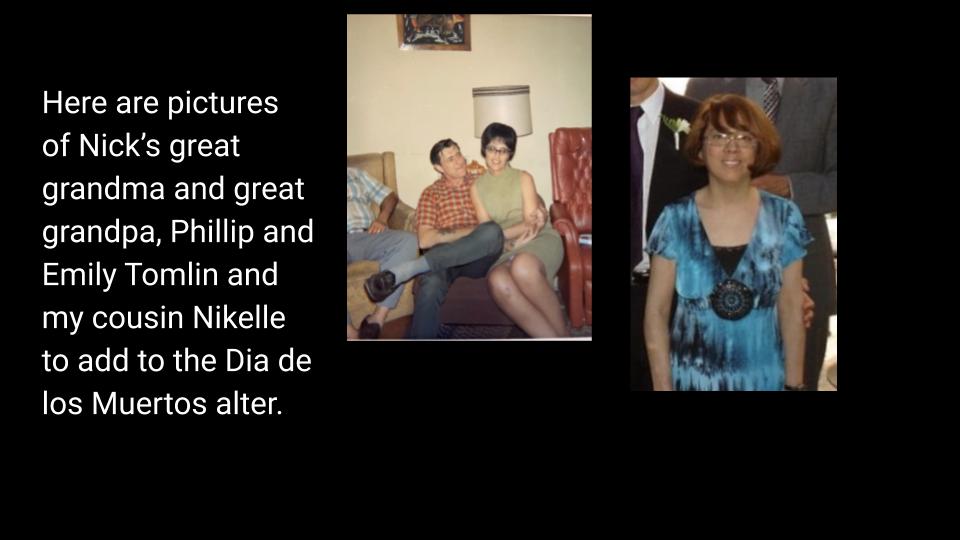 Here are pictures
of Nick’s great
grandma and great
grandpa, Phillip and
Emily Tomlin and
my cousin Nikelle
to add to the Dia de
los Muertos alter.